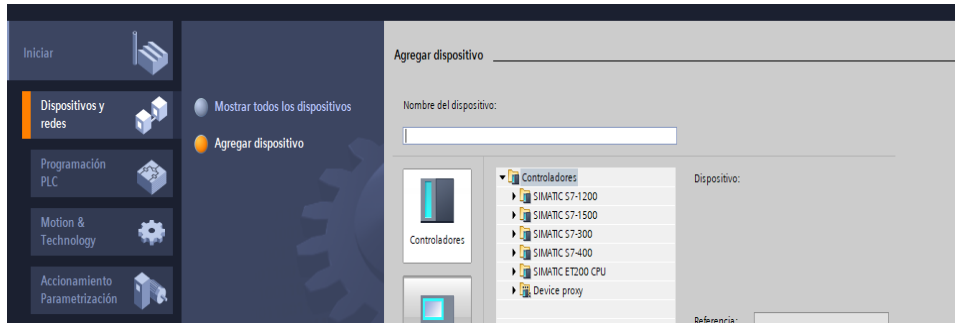 Iniciar
Dispositivos y
redes
Programación
PLC
Motion &
Technology
Accionamiento
Parametrización
Mostrar todos los dispositivos
Agregar dispositivo
Agregar dispositivo
Nombre del dispositivo:
Controladores
Controladores
SIMATIC S7-1200
SIMATIC S7-1500
SIMATIC S7-300
SIMATIC S7-400
SIMATIC ET200 CPU
Device proxy
Dispositivo:
Referencia: